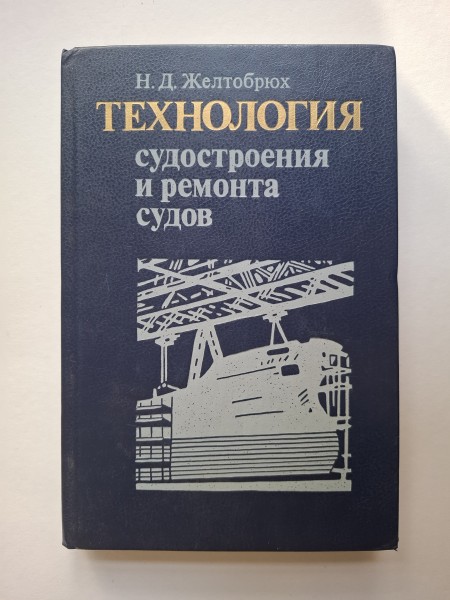 Н. Д. Желтобрюх
ТЕХНОЛОГИЯ
судостроения
и ремонта
судов